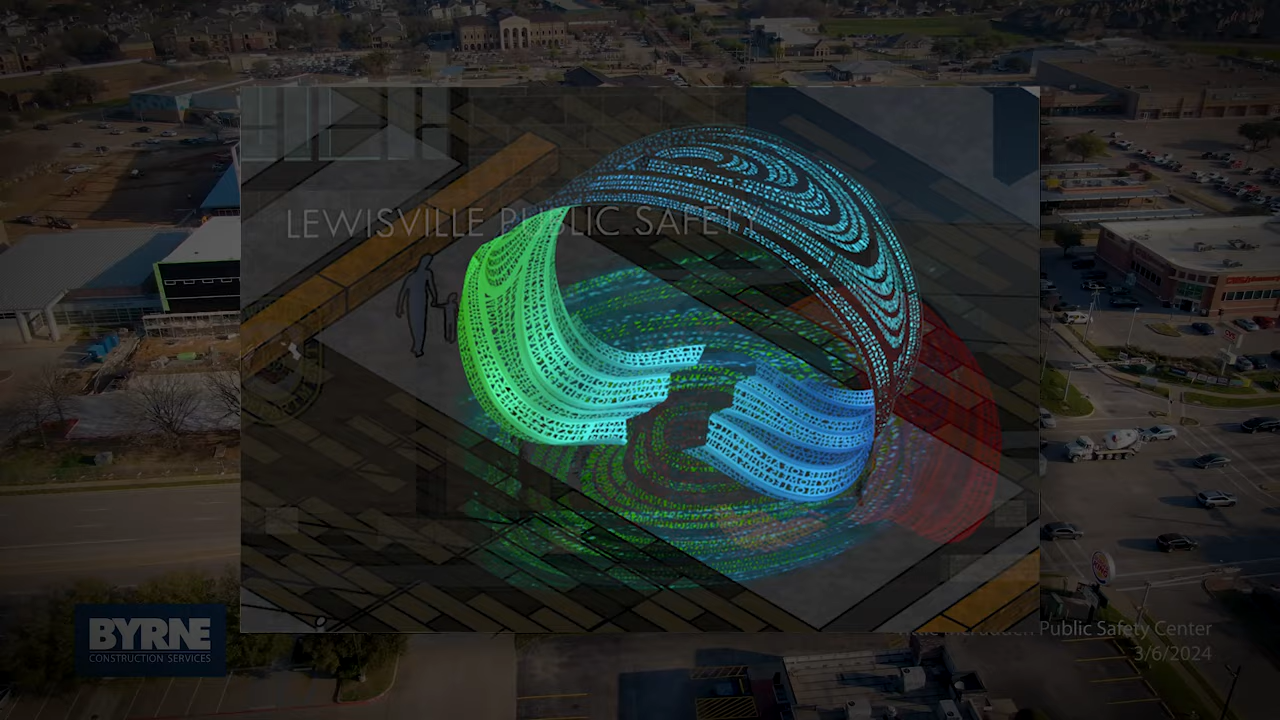 LEWISVILLE PUBLIC SAFETY
BYRNE
CONSTRUCTION SERVICES
Public Safety Center
3/6/2024